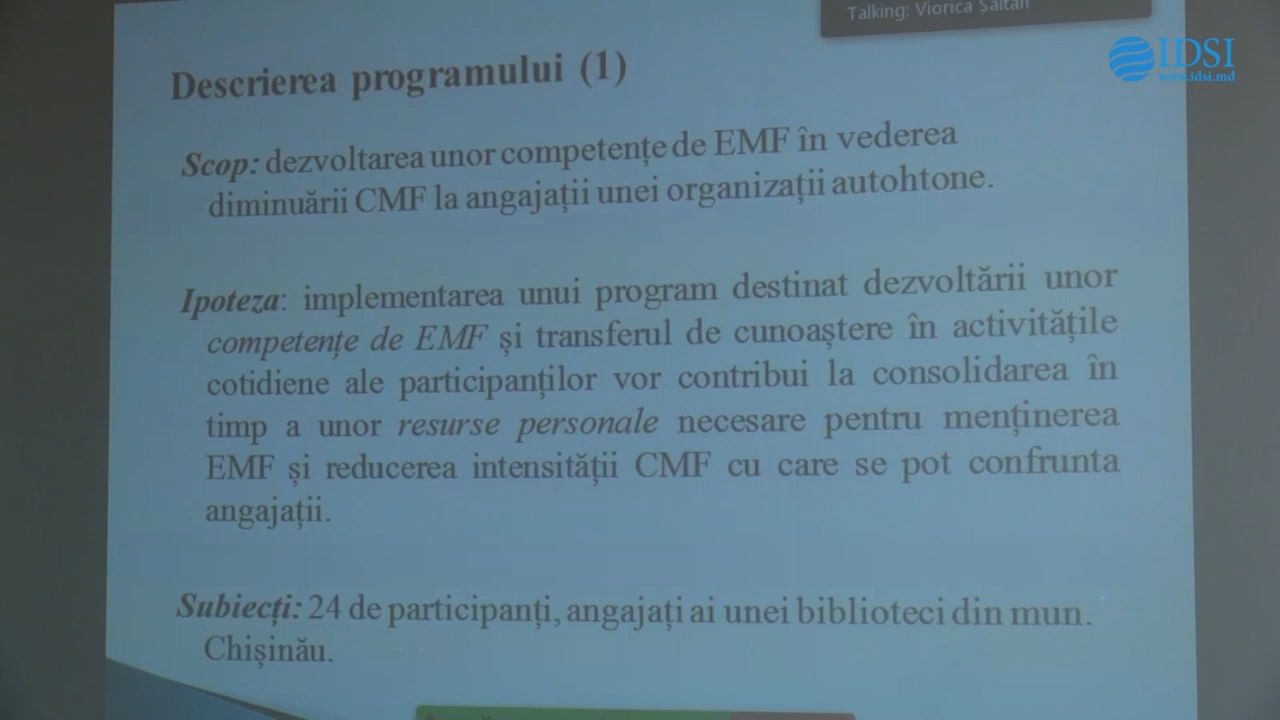 Talking: Viorica Șaltan
IDSI
www.idsi.md
Descrierea programului (1)
Scop: dezvoltarea unor competențe de EMF în vederea
diminuării CMF la angajații unei organizații autohtone.
Ipoteza: implementarea unui program destinat dezvoltării unor
competențe de EMF și transferul de cunoaștere în activitățile
cotidiene ale participanților vor contribui la consolidarea în
timp a unor resurse personale necesare pentru menținerea
EMF și reducerea intensității CMF cu care se pot confrunta
angajații.
Subiecți: 24 de participanți, angajați ai unei biblioteci din mun.
Chișinău.